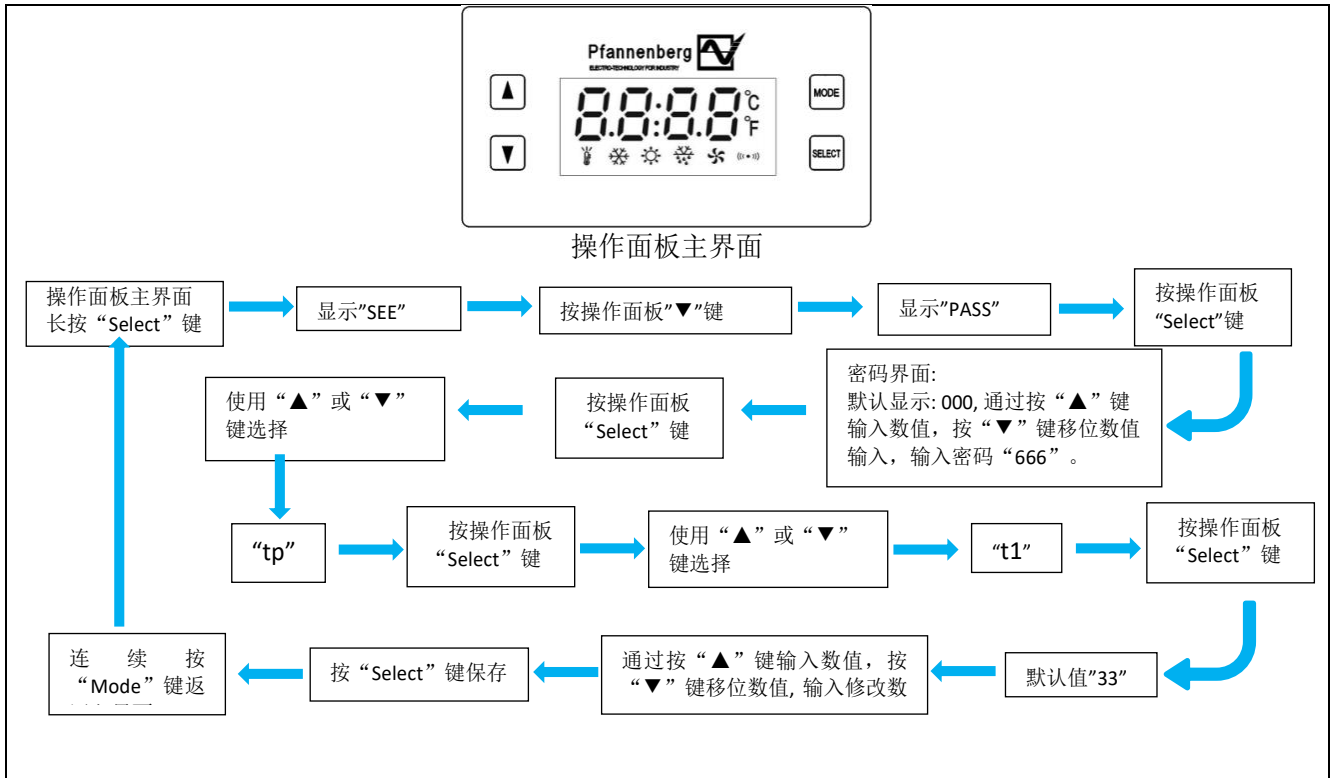 Pfannenberg
ELECTRO-TECHNOLOGY FOR INDUSTRY
▲
MODE
88:88 °C
°F
▼
SELECT
操作面板主界面
操作面板主界面
长按“Select”键
显示”SEE”
按操作面板”▼”键
显示”PASS”
按操作面板
“Select”键
密码界面:
默认显示: 000, 通过按“▲”键
输入数值，按“▼”键移位数值
输入，输入密码“666”。
按操作面板
“Select”键
使用“▲”或“▼”
键选择
“tp”
按操作面板
“Select”键
使用“▲”或“▼”
键选择
“t1”
按操作面板
“Select”键
默认值”33”
通过按“▲”键输入数值，按
“▼”键移位数值, 输入修改数
按“Select”键保存
连 续 按
“Mode”键返